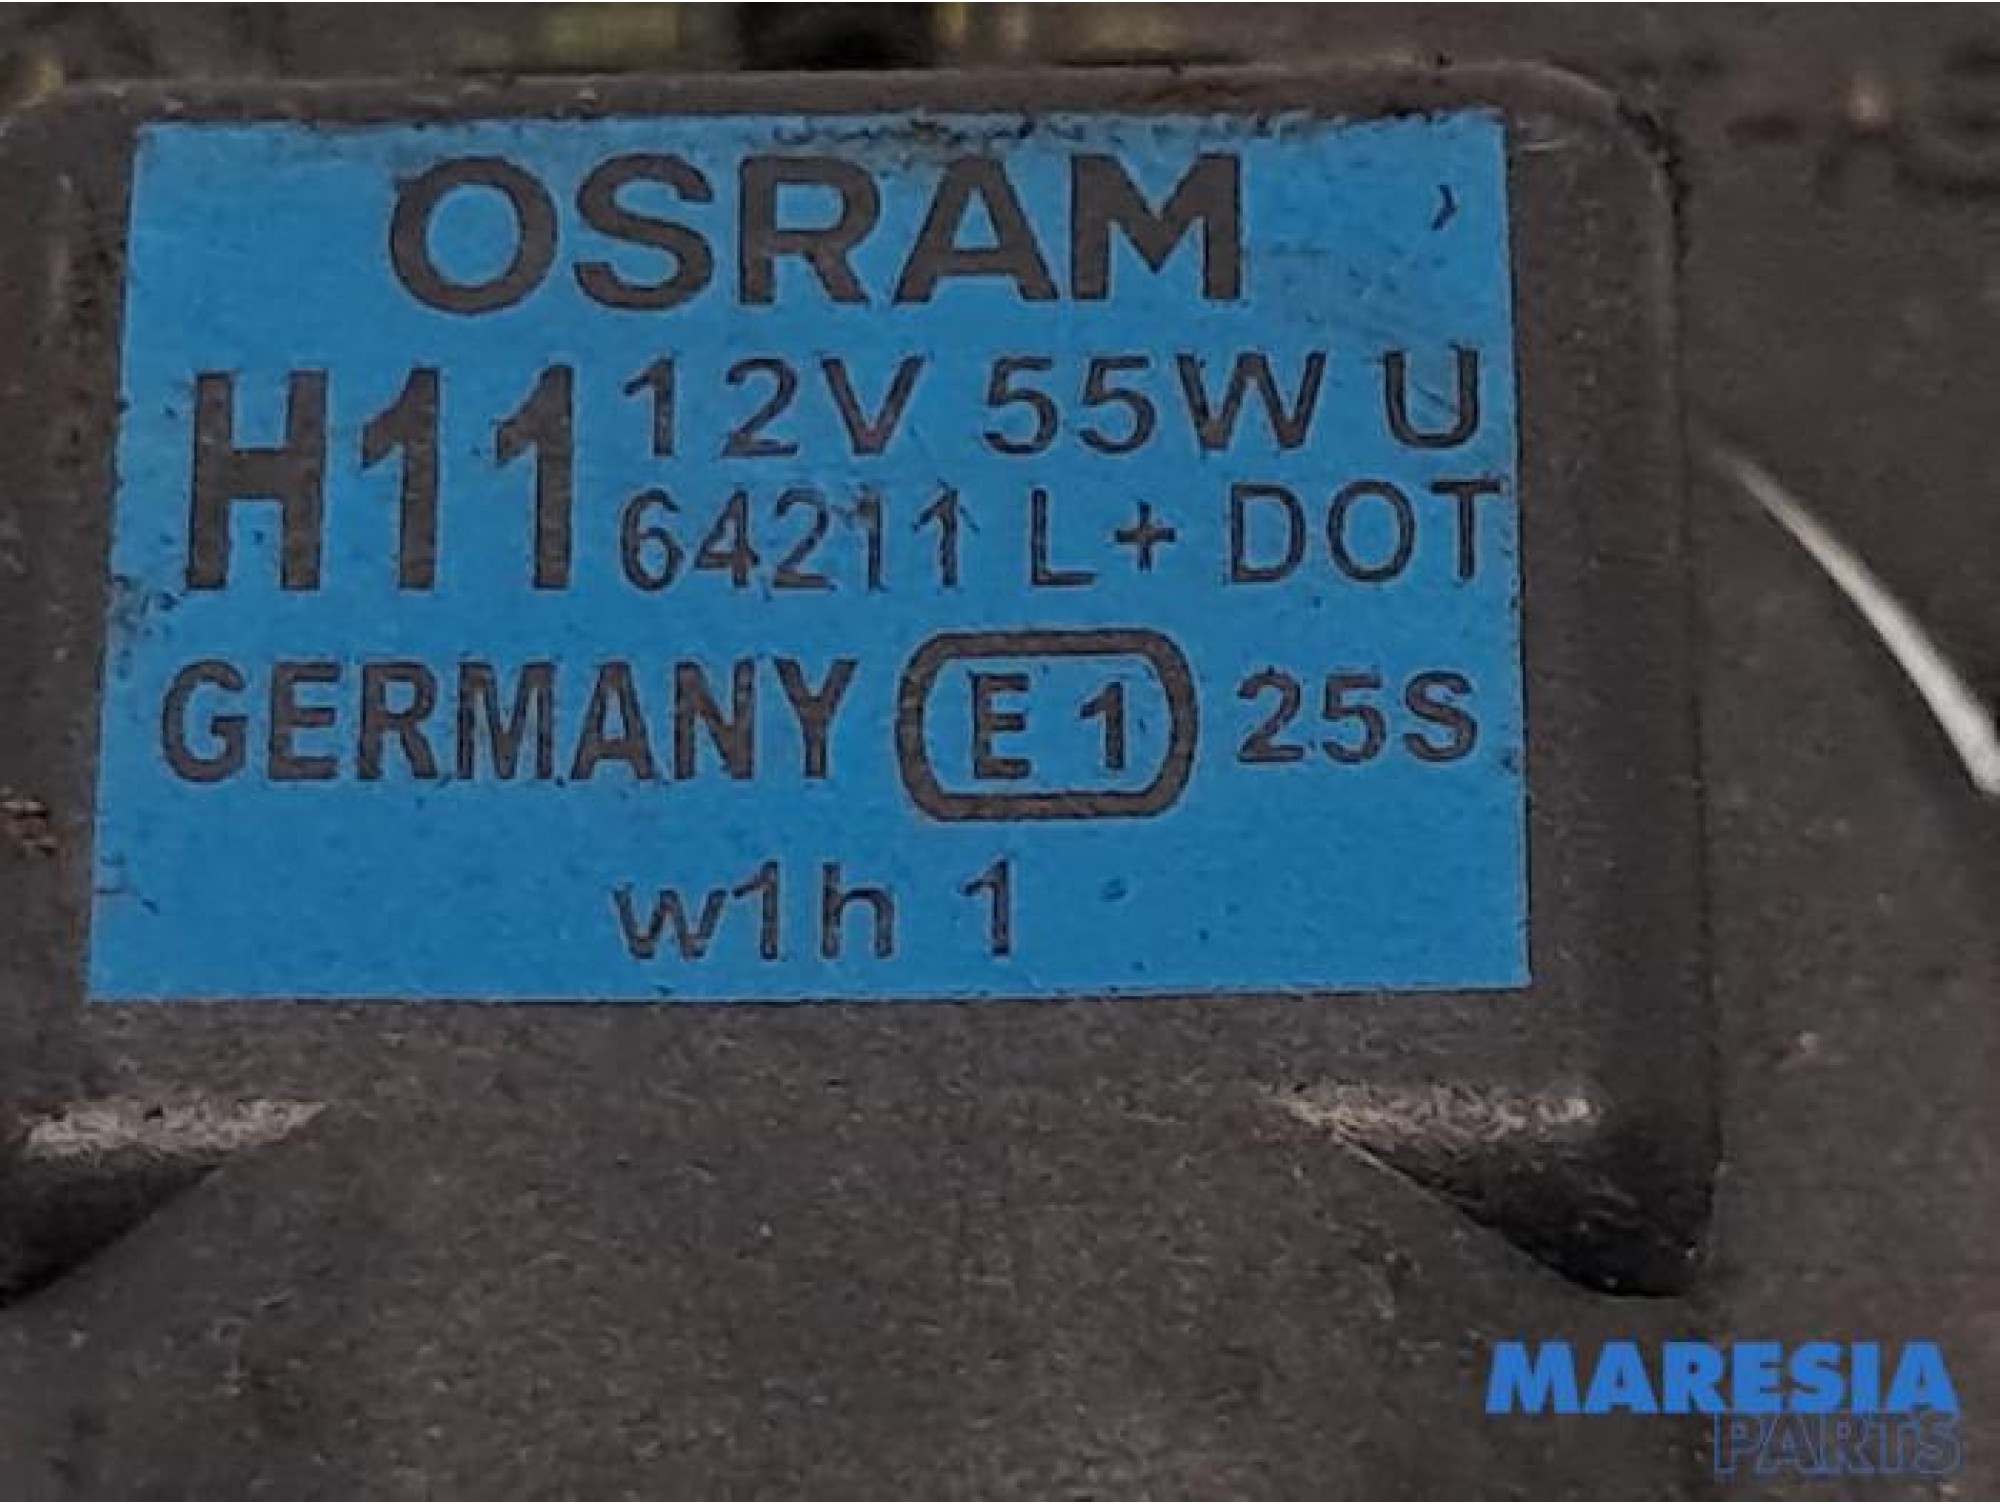 OSRAM
H11 12V 55W U
64211 L+ DOT
GERMANY E1 25S
w1h 1
MARESIA
PARTS